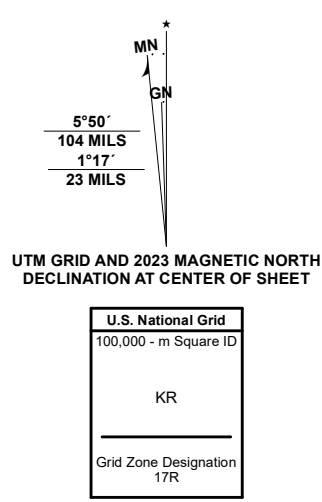 MN
GN
5°50´
104 MILS
1°17´
23 MILS
UTM GRID AND 2023 MAGNETIC NORTH
DECLINATION AT CENTER OF SHEET
U.S. National Grid
100,000 - m Square ID
KR
Grid Zone Designation
17R